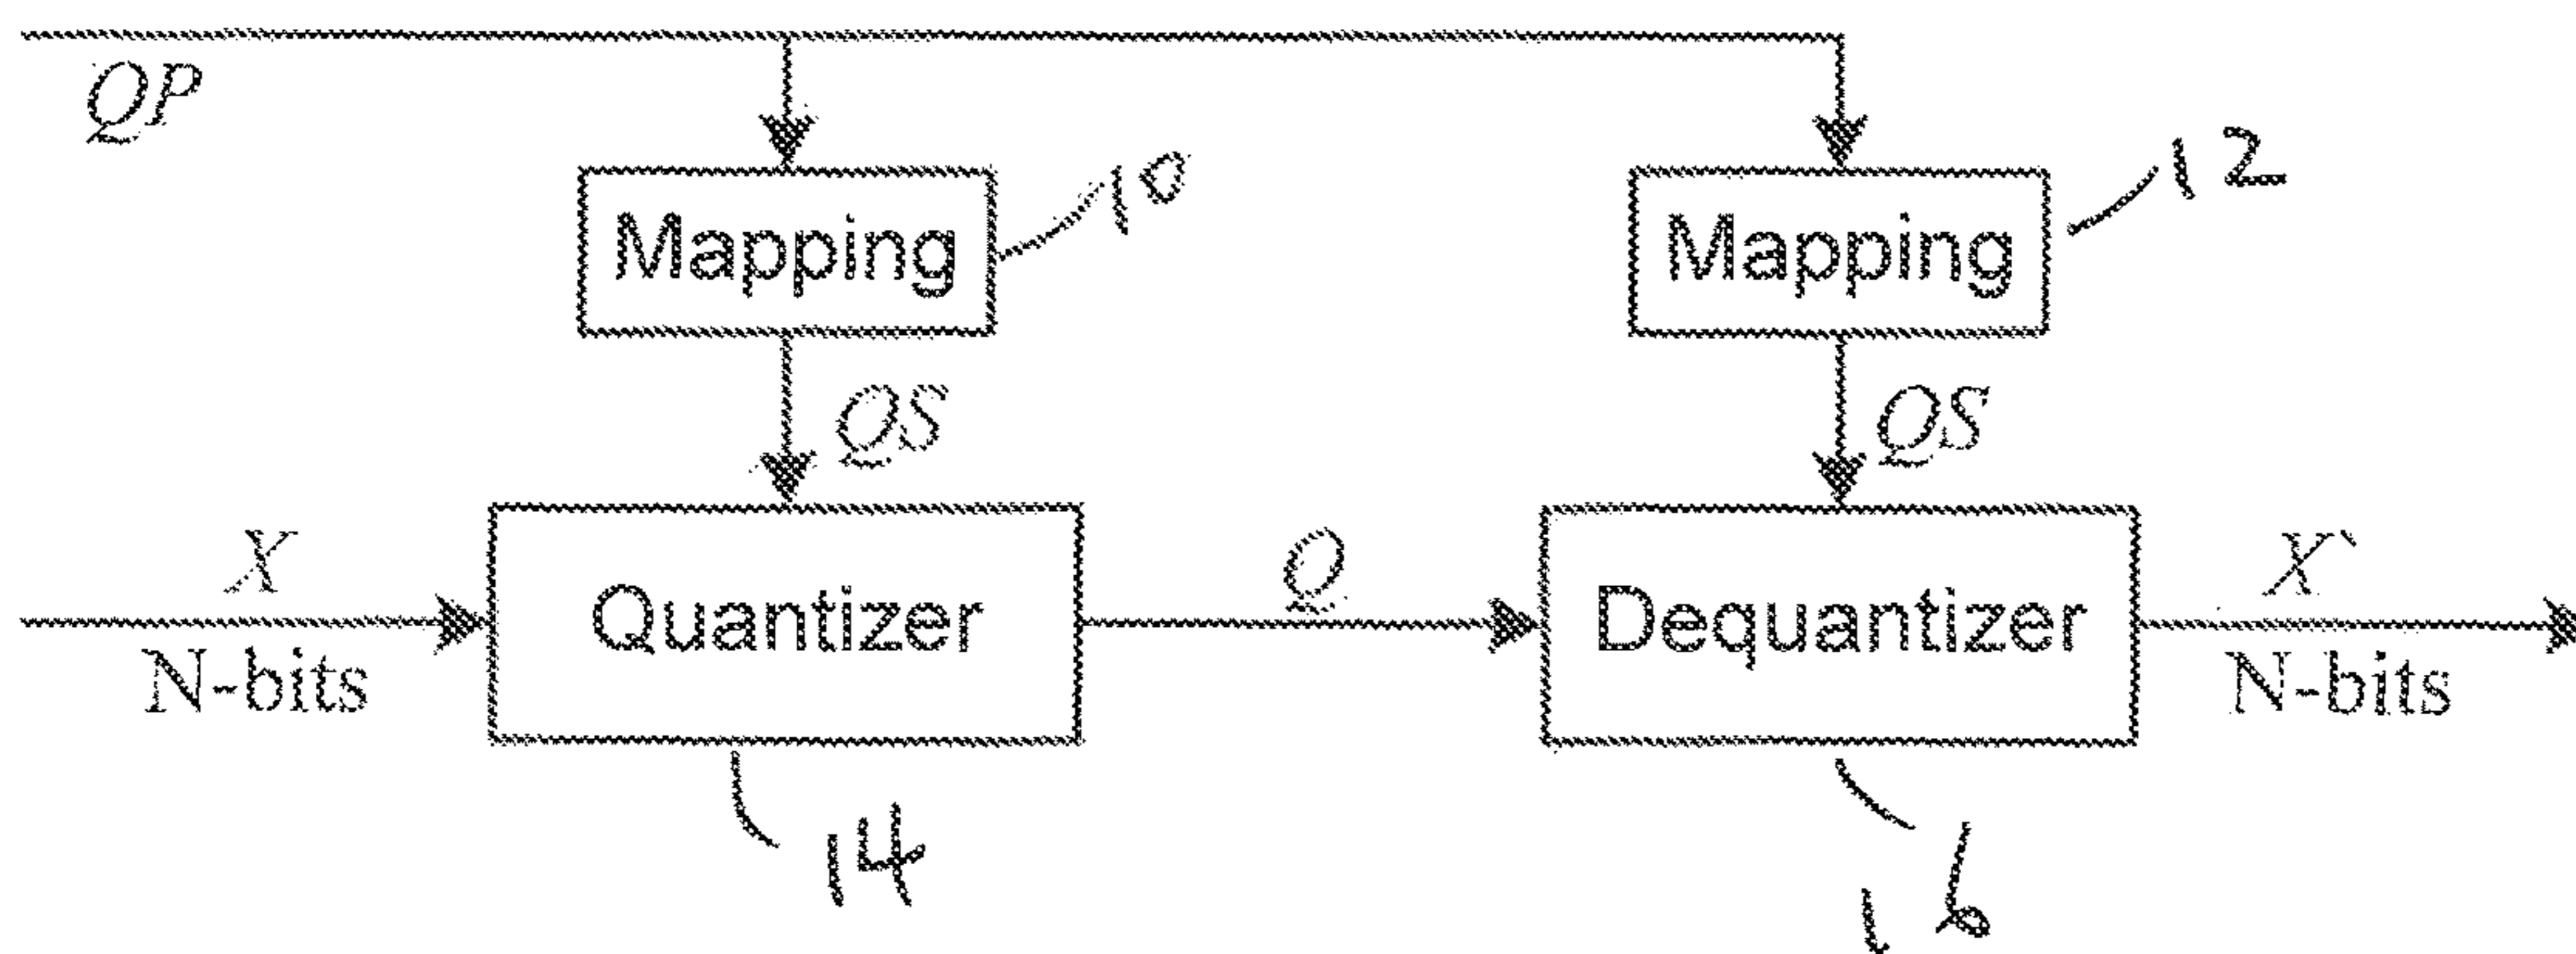 QP
10
12
Mapping
Mapping
QS
QS
X
Q
X`
Quantizer
Dequantizer
N-bits
N-bits
14
16